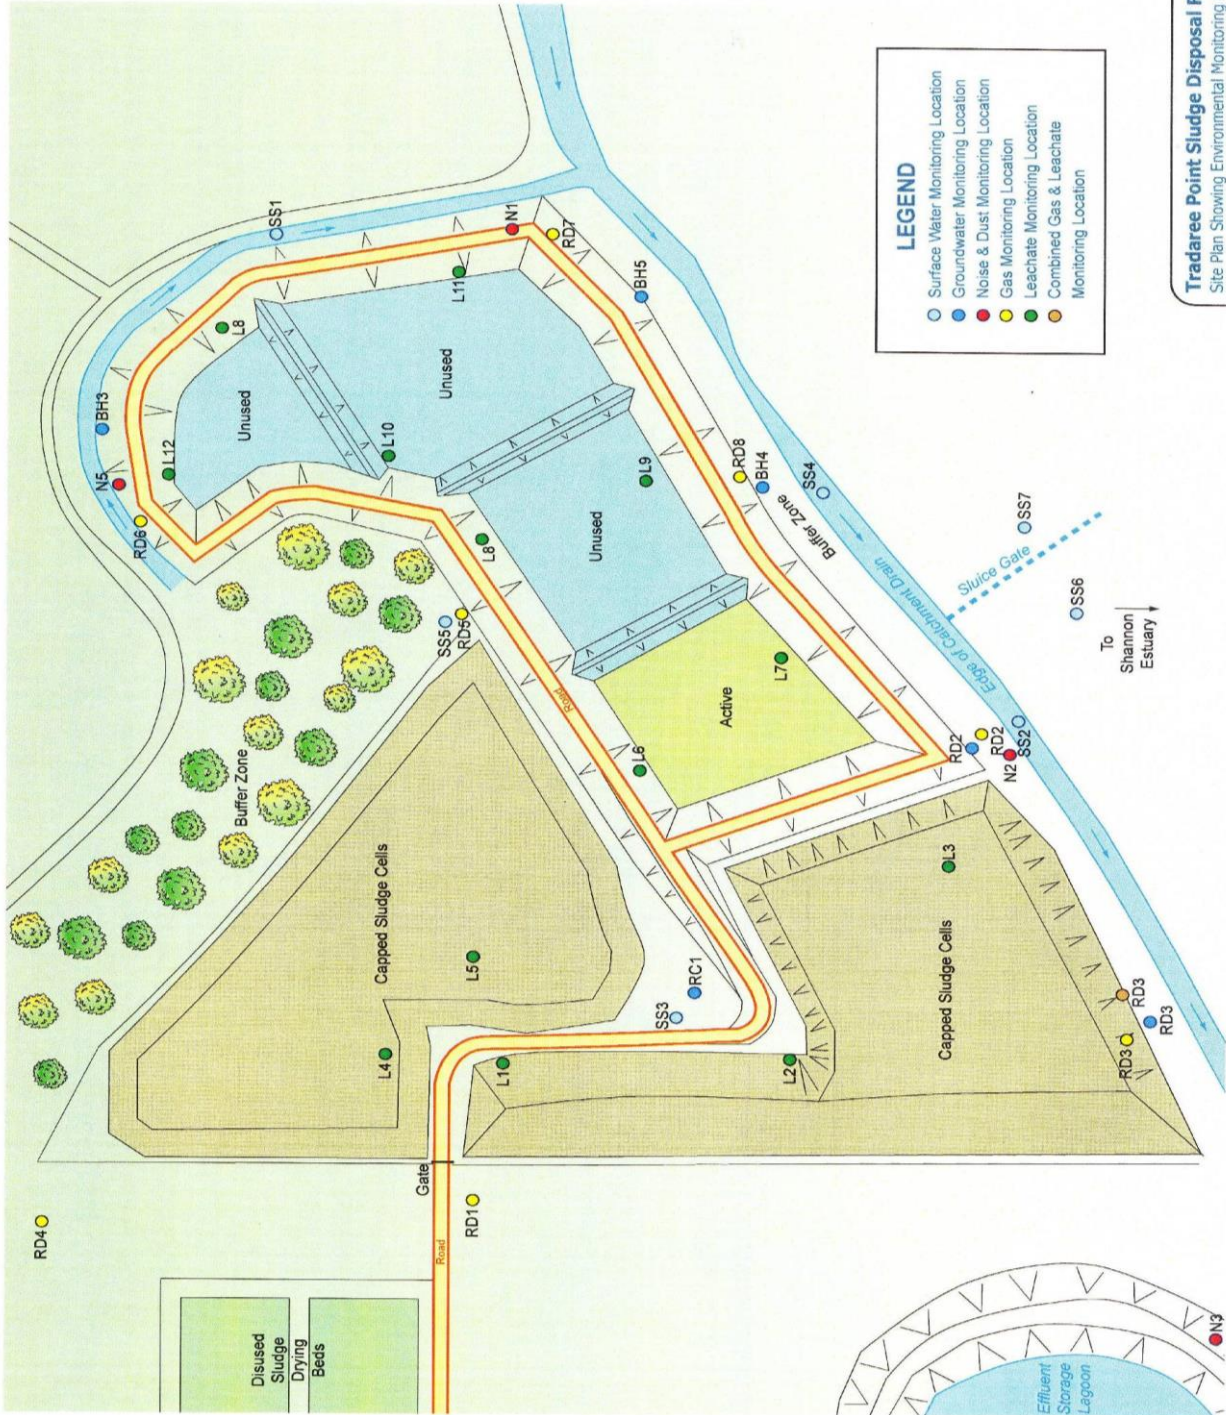 RD4
RD6
N5
BH3
L12
L8
Unused
SS1
Buffer Zone
Disused
Sludge
Drying
Beds
Gate
Capped Sludge Cells
L4
L10
Road
RD1
L1
L5
SS5
RD5
L8
Unused
L11
N1
RD7
Road
SS3
RC1
L6
Unused
L9
BH5
Active
L7
RD8
BH4
Buffer Zone
SS4
L2
Capped Sludge Cells
L3
RD2
RD2
N2
SS2
Edge of Catchment Drain
Sluice Gate
SS7
SS6
To
Shannon
Estuary
RD3
RD3
RD3
Effluent
Storage
Lagoon
N3
LEGEND
Surface Water Monitoring Location
Groundwater Monitoring Location
Noise & Dust Monitoring Location
Gas Monitoring Location
Leachate Monitoring Location
Combined Gas & Leachate
Monitoring Location
Tradaree Point Sludge Disposal
Site Plan Showing Environmental Monitoring